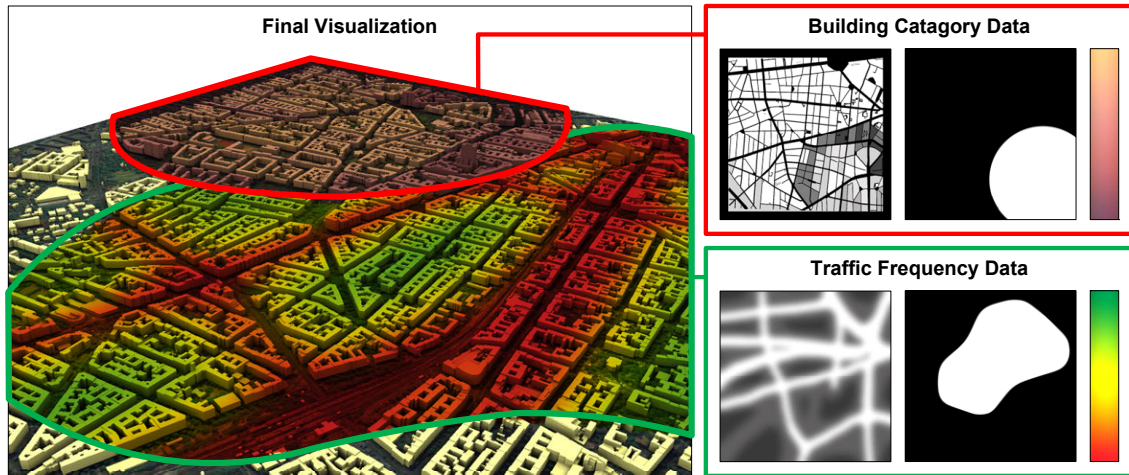 Final Visualization
Building Catagory Data
Traffic Frequency Data